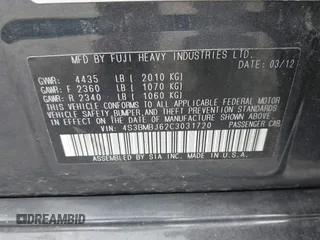 MFD BY FUJI HEAVY INDUSTRIES LTD.
DATE: 03/12
GVWR: 4435 LB ( 2010 KG)
GAWR: F 2360 LB ( 1070 KG)
GAWR: R 2340 LB ( 1060 KG)
THIS VEHICLE CONFORMS TO ALL APPLICABLE
FEDERAL MOTOR VEHICLE
SAFETY, BUMPER, AND THEFT PREVENTION STANDARDS
IN EFFECT ON THE DATE OF MANUFACTURE SHOWN ABOVE.
VIN: 4S3BMBJ62C3031720 PASSENGER CAR
ASSEMBLED BY SIA INC. MADE IN U.S.A.
© DRAMEBID